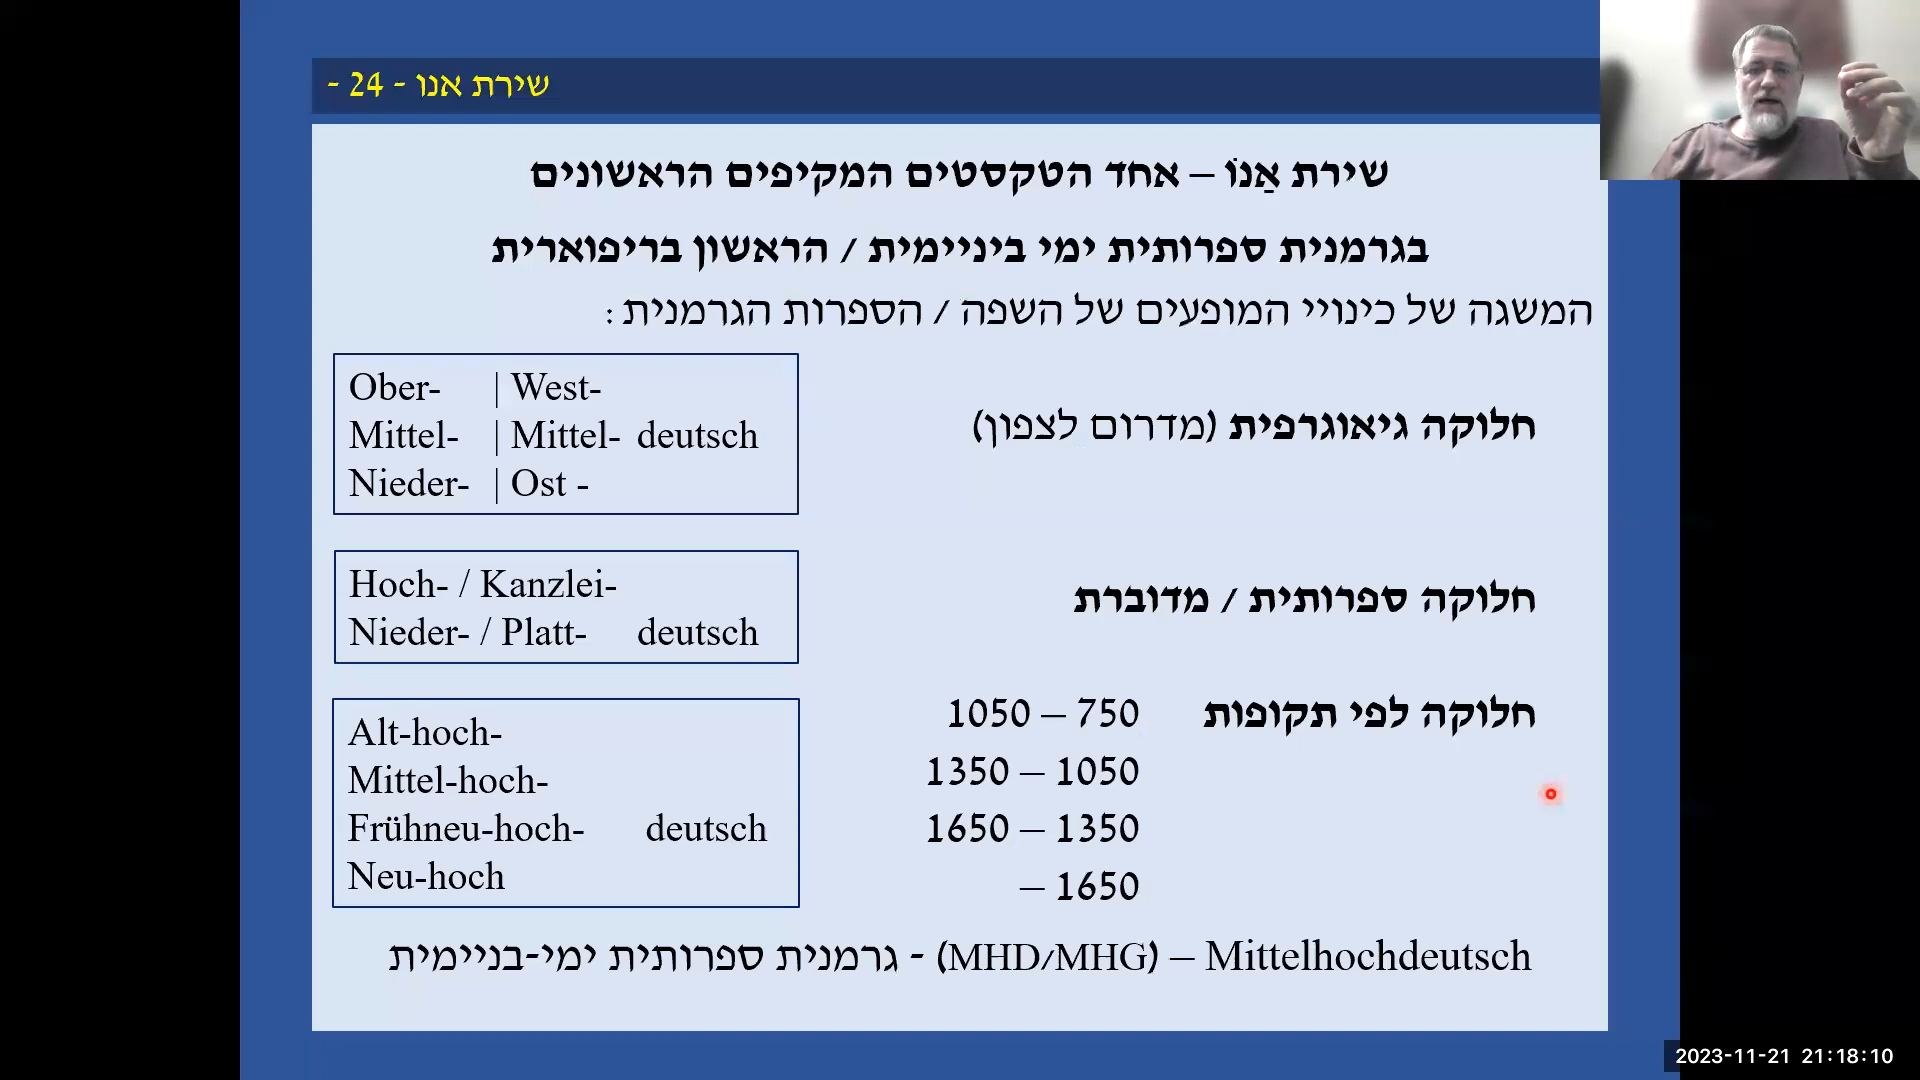 שירת אנו - 24 -
שירת אַנוֹ – אחד הטקסטים המקיפים הראשונים
בגרמנית ספרותית ימי ביניימית / הראשון בריפוארית
המשגה של כינויי המופעים של השפה / הספרות הגרמנית :
חלוקה גיאוגרפית (מדרום לצפון)
Ober- | West-
Mittel- | Mittel- deutsch
Nieder- | Ost -
חלוקה ספרותית / מדוברת
Hoch- / Kanzlei-
Nieder- / Platt- deutsch
חלוקה לפי תקופות 750 – 1050
1050 – 1350
1350 – 1650
1650 –
Alt-hoch-
Mittel-hoch-
Frühneu-hoch- deutsch
Neu-hoch
Mittelhochdeutsch – (MHD/MHG) - גרמנית ספרותית ימי-בניימית
2023-11-21 21:18:10